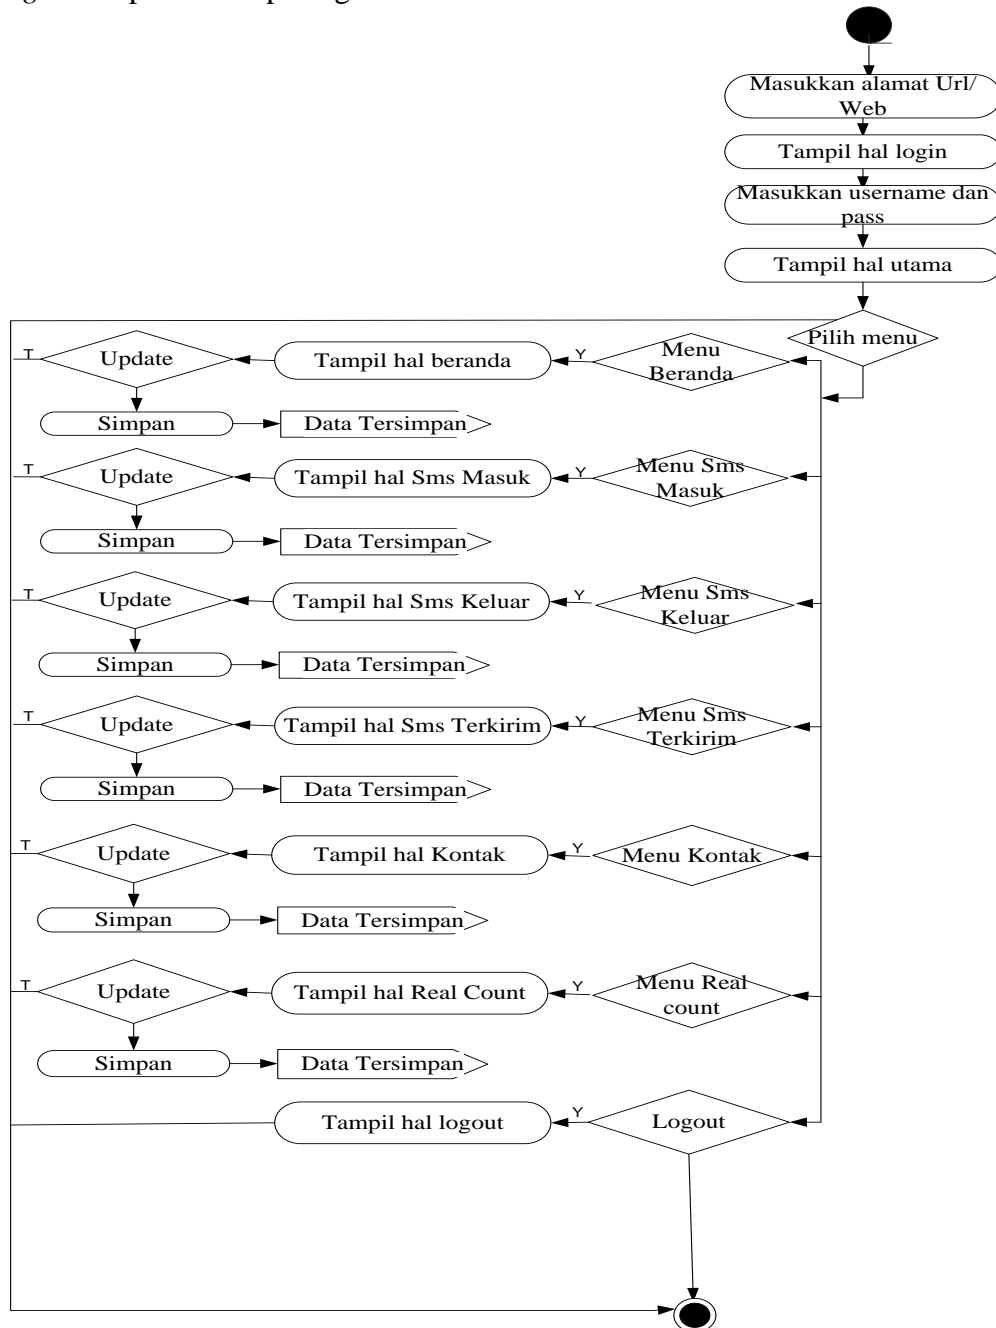 Masukkan alamat Url/
Web
Tampil hal login
Masukkan username dan
pass
Tampil hal utama
Pilih menu
T
Update
Tampil hal beranda
Y
Menu
Beranda
Simpan
Data Tersimpan
T
Update
Tampil hal Sms Masuk
Y
Menu Sms
Masuk
Simpan
Data Tersimpan
T
Update
Tampil hal Sms Keluar
Y
Menu Sms
Keluar
Simpan
Data Tersimpan
T
Update
Tampil hal Sms Terkirim
Y
Menu Sms
Terkirim
Simpan
Data Tersimpan
T
Update
Tampil hal Kontak
Y
Menu Kontak
Simpan
Data Tersimpan
T
Update
Tampil hal Real Count
Y
Menu Real
count
Simpan
Data Tersimpan
Tampil hal logout
Y
Logout